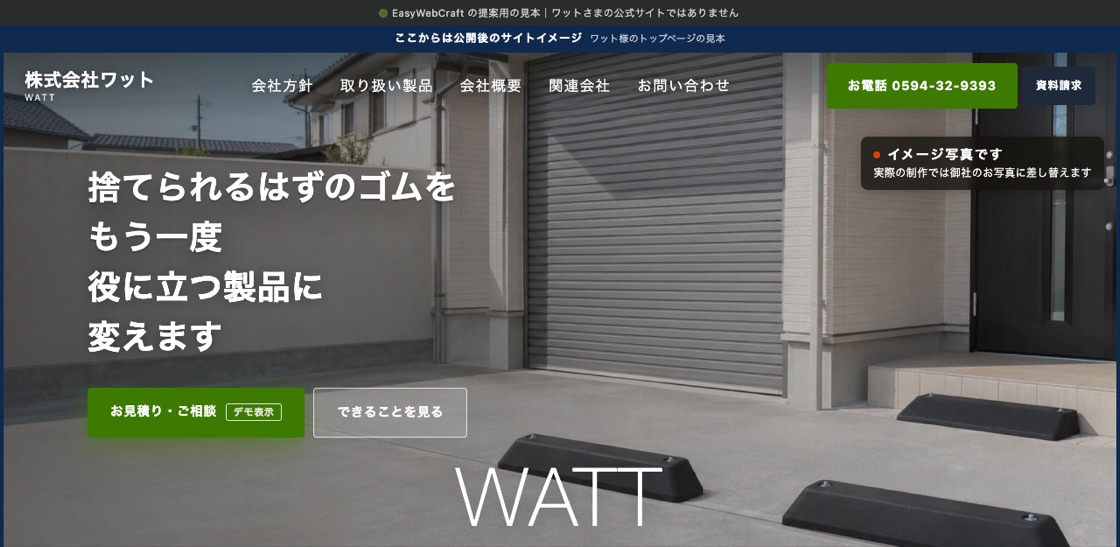 EasyWebCraft の提案用の見本｜ワットさまの公式サイトではありません
ここからは公開後のサイトイメージ ワット様のトップページの見本
株式会社ワット
WATT
会社方針 取り扱い製品 会社概要 関連会社 お問い合わせ
お電話 0594-32-9393
資料請求
イメージ写真です
実際の制作では御社のお写真に差し替えます
捨てられるはずのゴムを
もう一度
役に立つ製品に
変えます
お見積り・ご相談 デモ表示
できることを見る
WATT